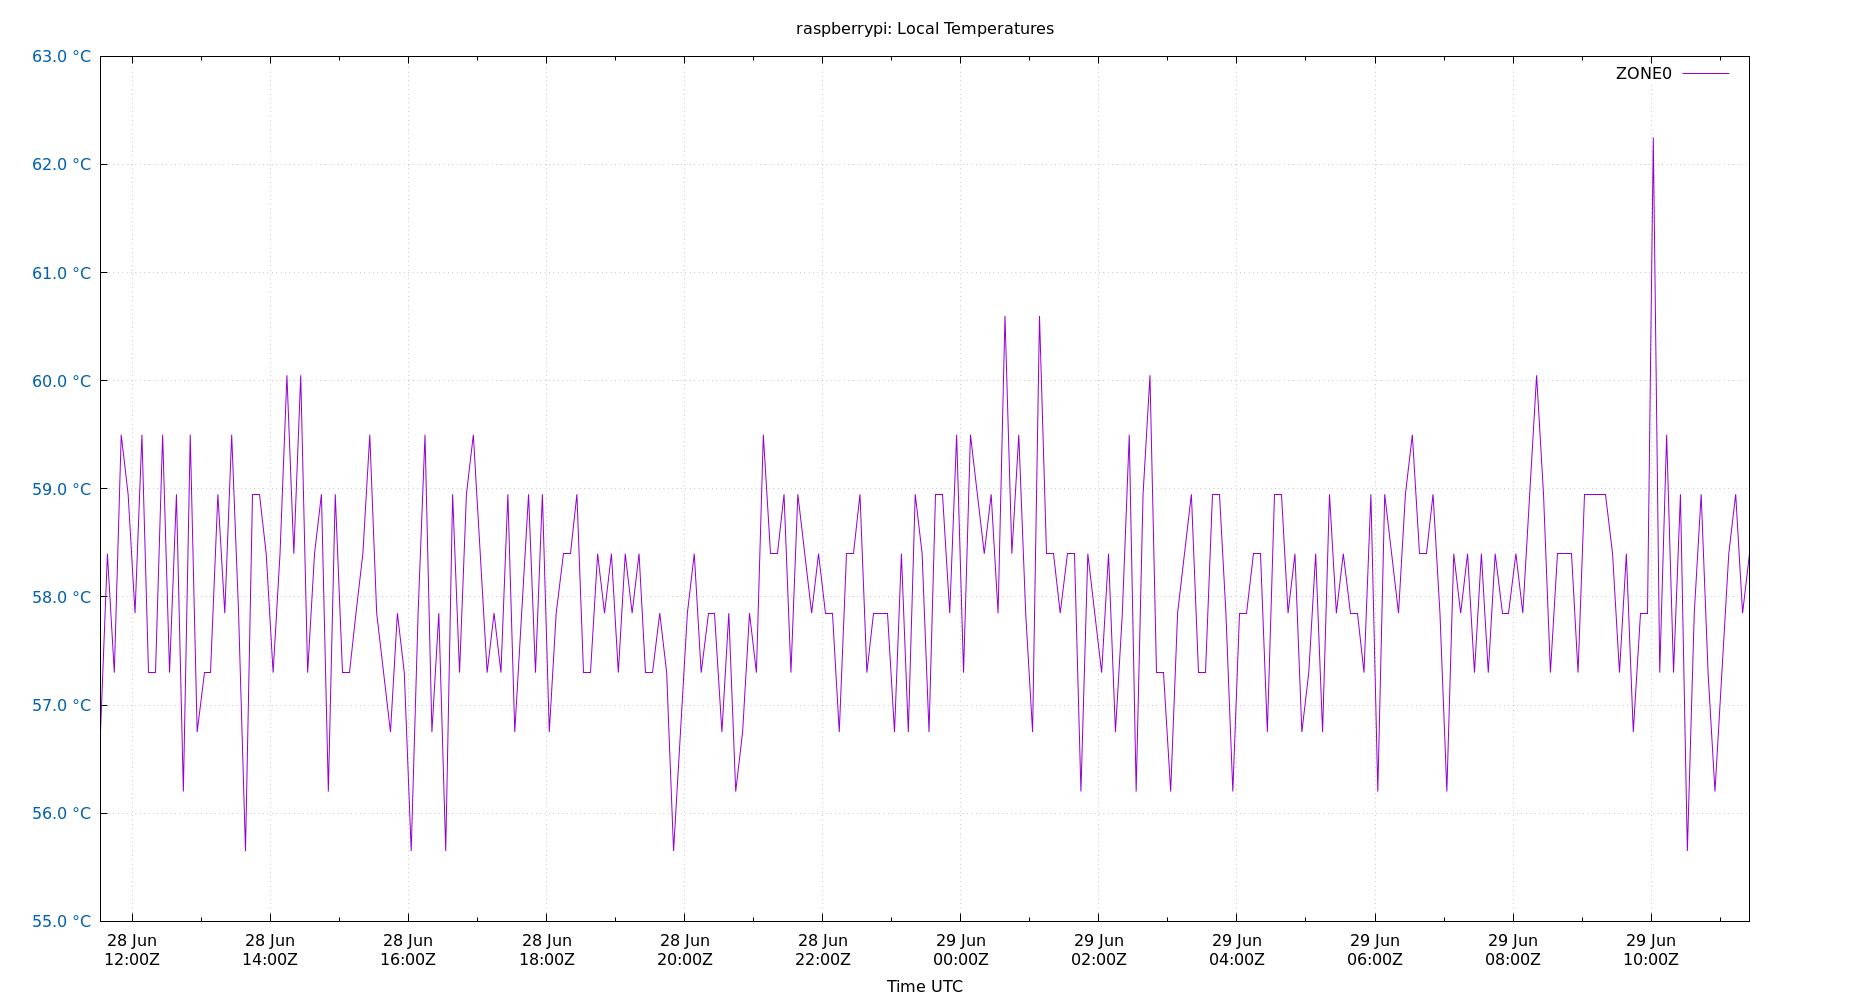 raspberrypi: Local Temperatures
63.0 °C
62.0 °C
61.0 °C
60.0 °C
59.0 °C
58.0 °C
57.0 °C
56.0 °C
55.0 °C
ZONE0
28 Jun 28 Jun 28 Jun 28 Jun 28 Jun 28 Jun 29 Jun 29 Jun 29 Jun 29 Jun 29 Jun 29 Jun
12:00Z 14:00Z 16:00Z 18:00Z 20:00Z 22:00Z 00:00Z 02:00Z 04:00Z 06:00Z 08:00Z 10:00Z
Time UTC